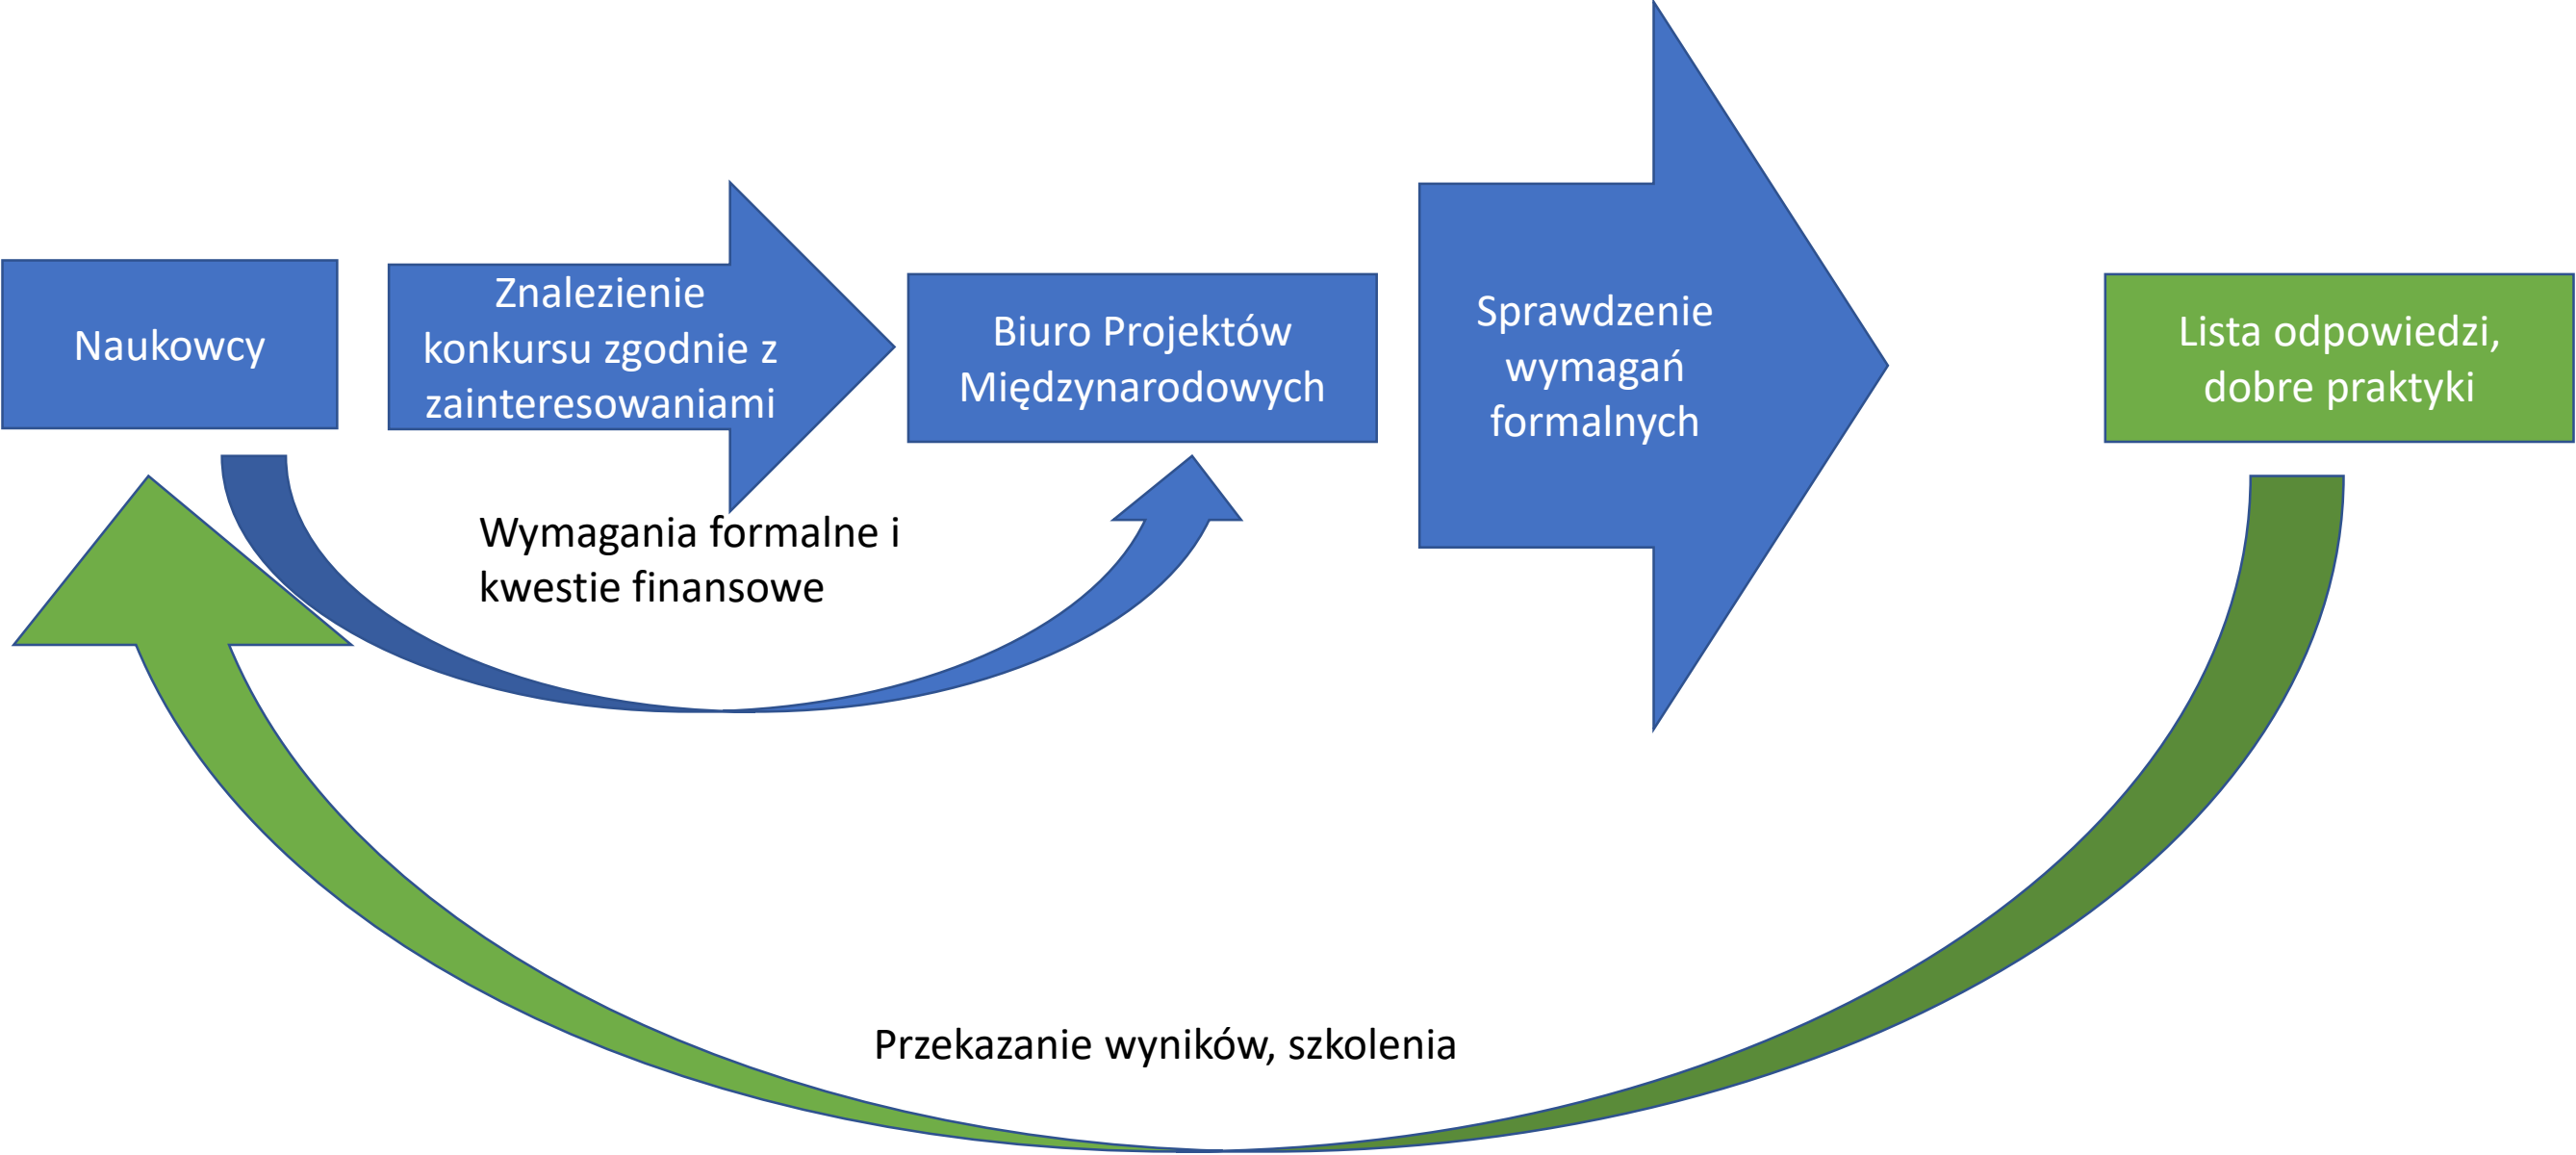 Naukowcy
Znalezienie
konkursu zgodnie z
zainteresowaniami
Biuro Projektów
Międzynarodowych
Sprawdzenie
wymagań
formalnych
Lista odpowiedzi,
dobre praktyki
Wymagania formalne i
kwestie finansowe
Przekazanie wyników, szkolenia